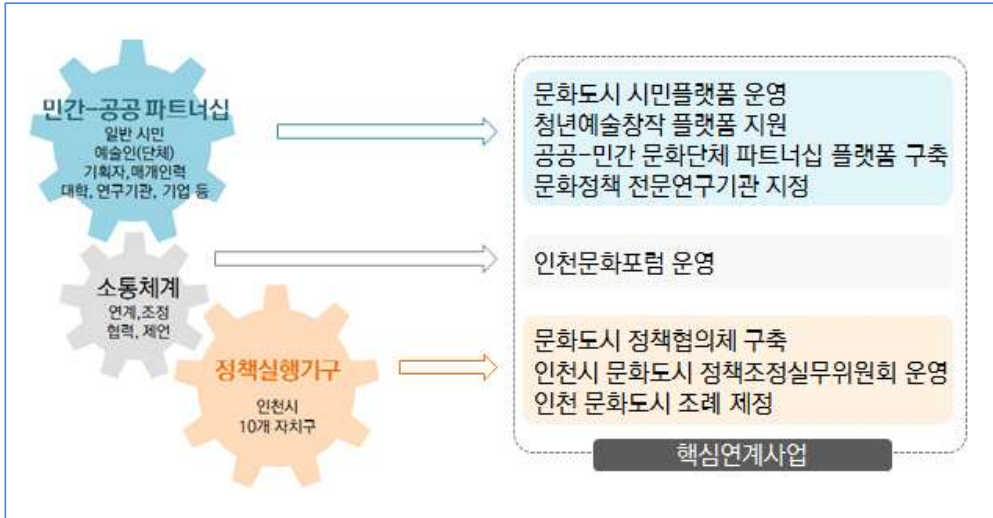 민간-공공 파트너십
일반 시민
예술인(단체)
기획자,매개인력
대학, 연구기관, 기업 등
문화도시 시민플랫폼 운영
청년예술창작 플랫폼 지원
공공-민간 문화단체 파트너십 플랫폼 구축
문화정책 전문연구기관 지정
소통체계
연계,조정
협력, 제언
인천문화포럼 운영
정책실행기구
인천시
10개 자치구
문화도시 정책협의체 구축
인천시 문화도시 정책조정실무위원회 운영
인천 문화도시 조례 제정
핵심연계사업